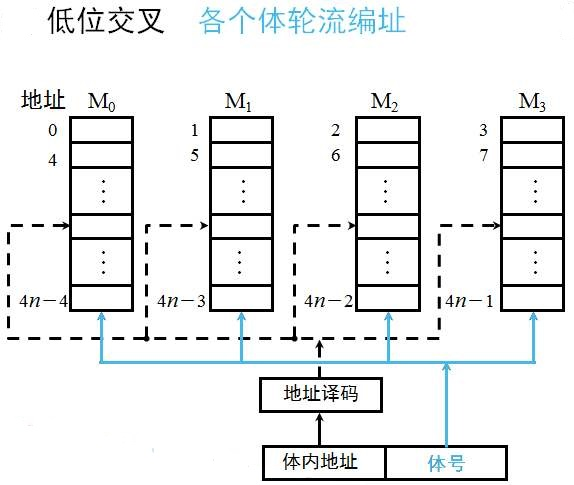 低位交叉 各个体轮流编址
地址 M0 M1 M2 M3
0 1 2 3
4 5 6 7
4n－4 4n－3 4n－2 4n－1
地址译码
体内地址 体号